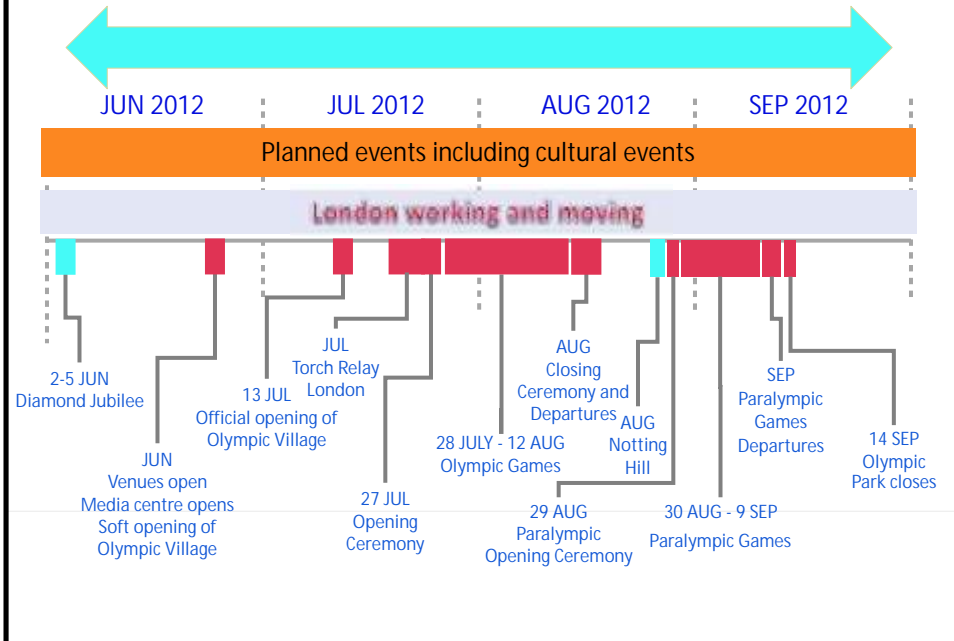 JUN 2012
JUL 2012
AUG 2012
SEP 2012
Planned events including cultural events
London working and moving
2-5 JUN
Diamond Jubilee
JUN
Venues open
Media centre opens
Soft opening of
Olympic Village
13 JUL
Official opening of
Olympic Village
JUL
Torch Relay
London
27 JUL
Opening
Ceremony
28 JULY - 12 AUG
Olympic Games
AUG
Closing
Ceremony and
Departures
AUG
Notting
Hill
29 AUG
Paralympic
Opening Ceremony
30 AUG - 9 SEP
Paralympic Games
SEP
Paralympic
Games
Departures
14 SEP
Olympic
Park closes